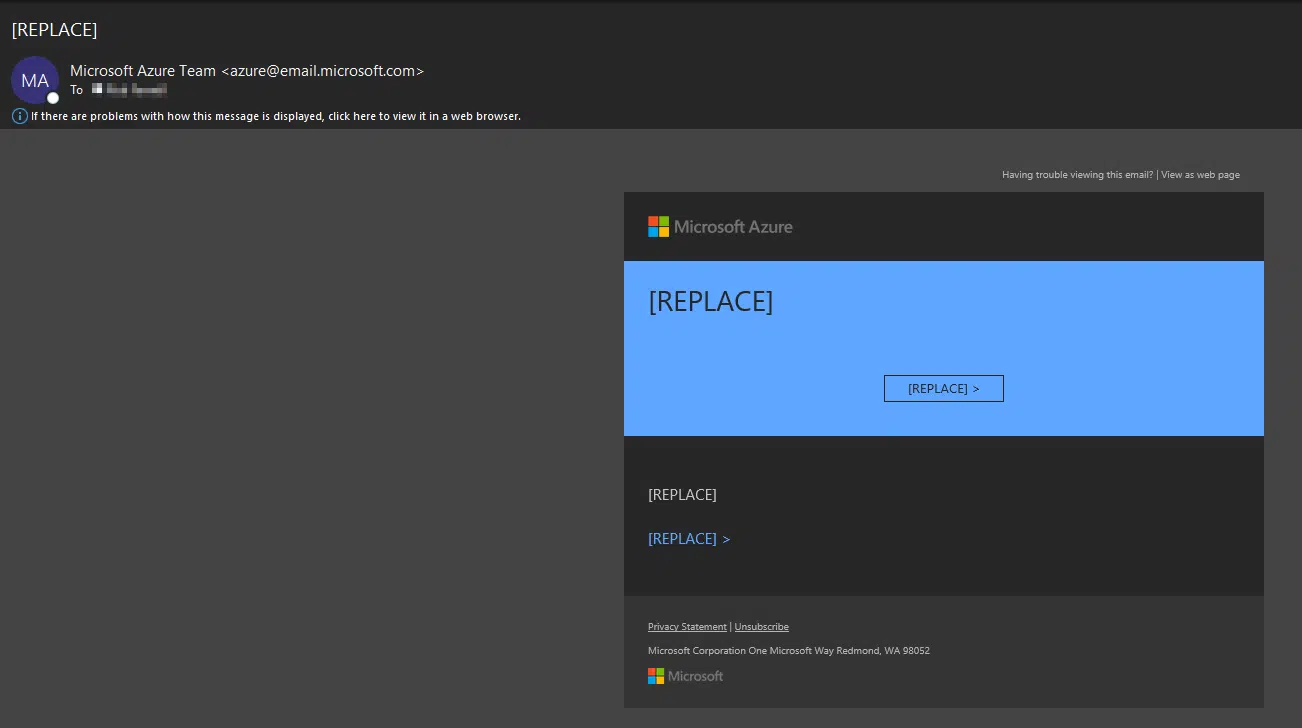 [REPLACE]
MA
Microsoft Azure Team <azure@email.microsoft.com>
To
If there are problems with how this message is displayed, click here to view it in a web browser.
Having trouble viewing this email? | View as web page
Microsoft Azure
[REPLACE]
[REPLACE] >
[REPLACE]
[REPLACE] >
Privacy Statement | Unsubscribe
Microsoft Corporation One Microsoft Way Redmond, WA 98052
Microsoft